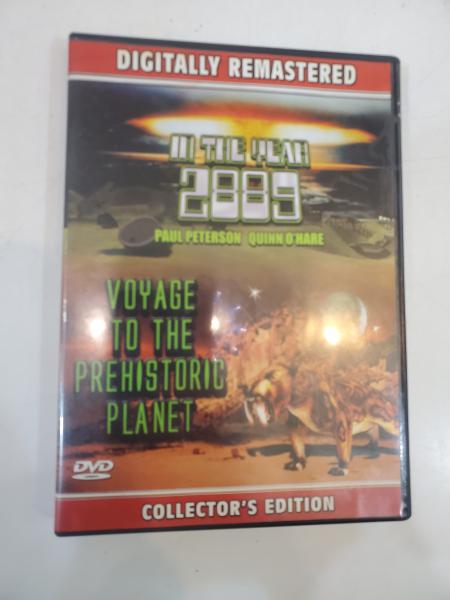 DIGITALLY REMASTERED
IN THE YEAR
2889
PAUL PETERSON QUINN O'HARE
VOYAGE
TO THE
PREHISTORIC
PLANET
DVD
COLLECTOR'S EDITION